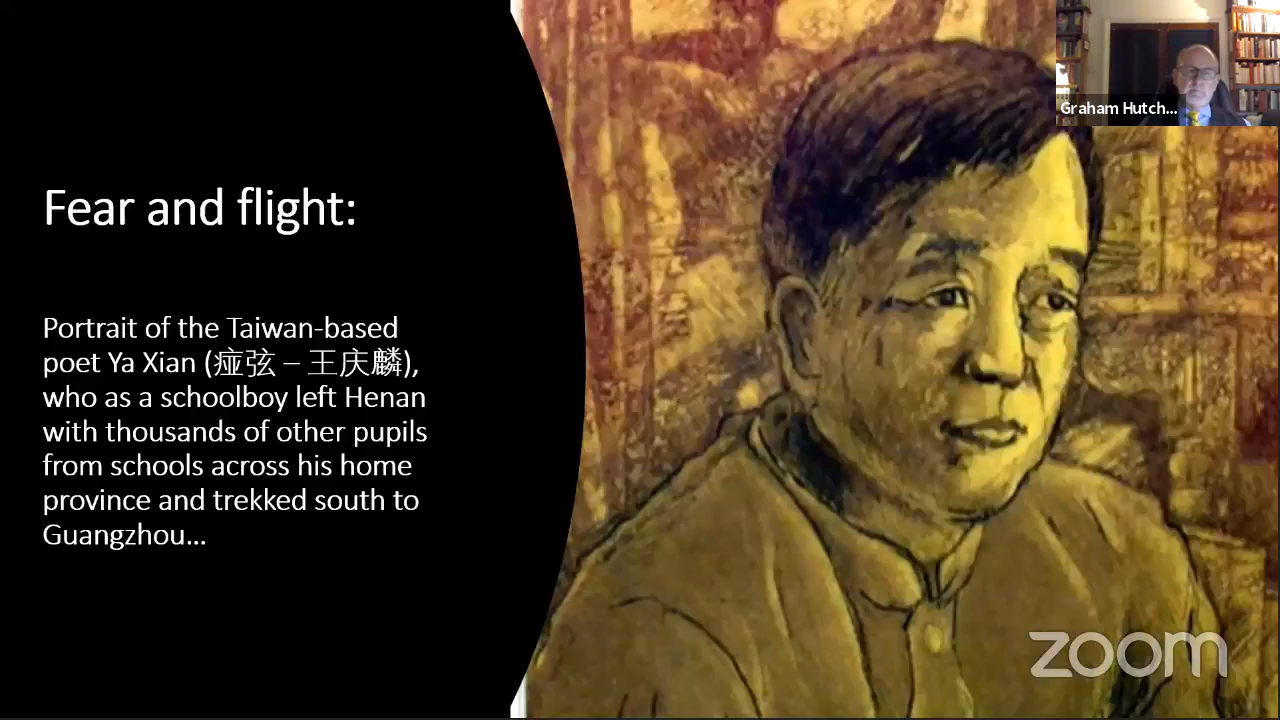 Graham Hutch...
Fear and flight:
Portrait of the Taiwan-based
poet Ya Xian (痖弦 – 王庆麟),
who as a schoolboy left Henan
with thousands of other pupils
from schools across his home
province and trekked south to
Guangzhou...
zoom